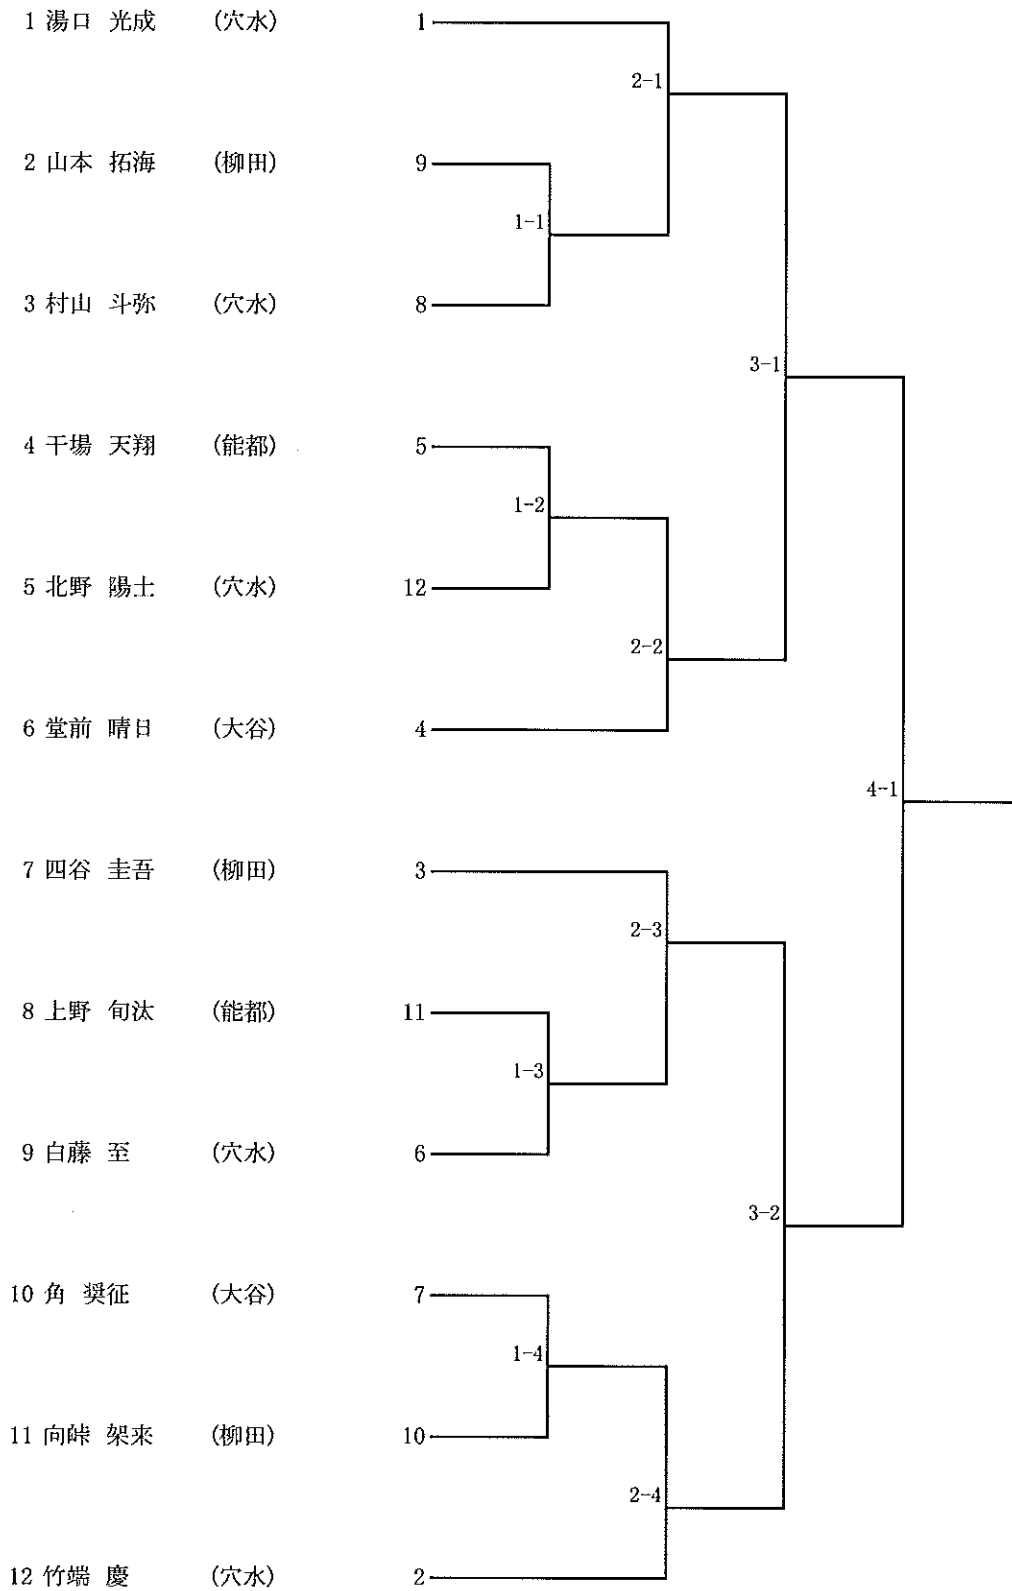 1 湯口 光成 (穴水) 1
2-1
2 山本 拓海 (柳田) 9
1-1
3 村山 斗弥 (穴水) 8
3-1
4 干場 天翔 (能都) 5
1-2
5 北野 陽士 (穴水) 12
2-2
6 堂前 晴日 (大谷) 4
4-1
7 四谷 圭吾 (柳田) 3
2-3
8 上野 旬汰 (能都) 11
1-3
9 白藤 至 (穴水) 6
3-2
10 角 奨征 (大谷) 7
1-4
11 向峠 架来 (柳田) 10
2-4
12 竹端 慶 (穴水) 2